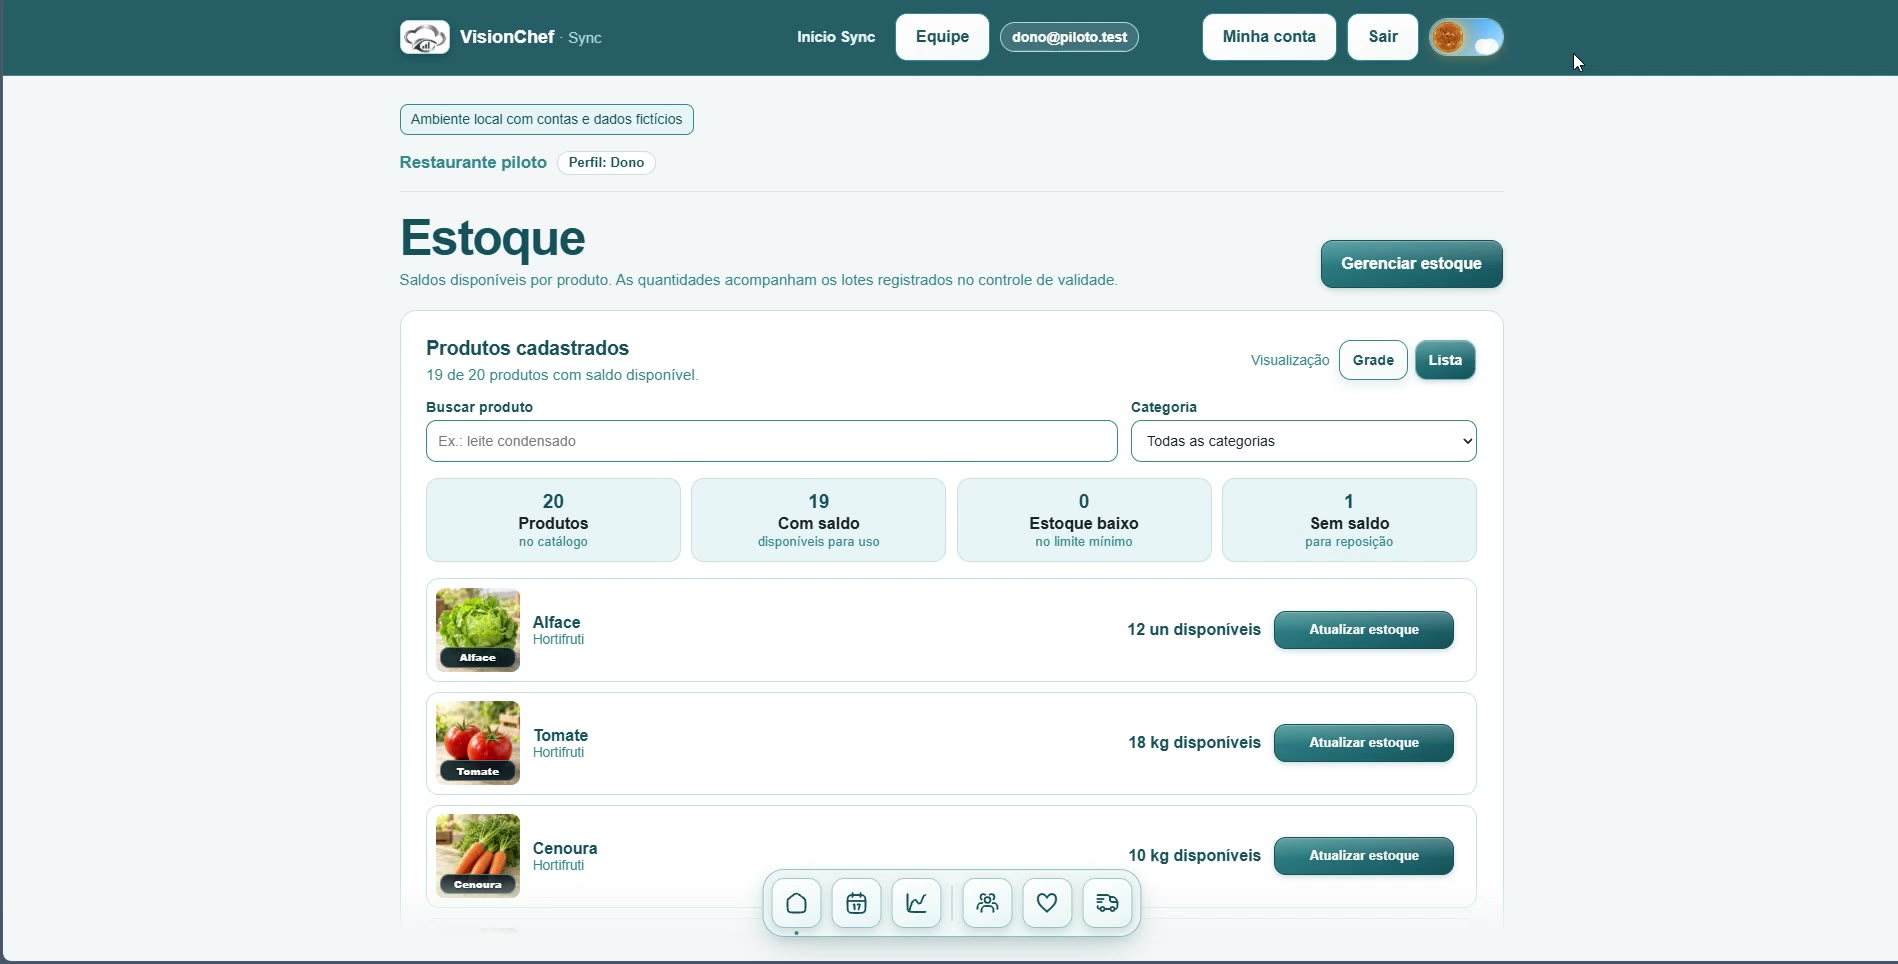 VisionChef · Sync
Início Sync
Equipe
dono@piloto.test
Minha conta
Sair
Ambiente local com contas e dados fictícios
Restaurante piloto
Perfil: Dono
Estoque
Saldos disponíveis por produto. As quantidades acompanham os lotes registrados no controle de validade.
Gerenciar estoque
Produtos cadastrados
19 de 20 produtos com saldo disponível.
Visualização
Grade
Lista
Buscar produto
Ex.: leite condensado
Categoria
Todas as categorias
20
Produtos
no catálogo
19
Com saldo
disponíveis para uso
0
Estoque baixo
no limite mínimo
1
Sem saldo
para reposição
Alface
Alface
Hortifruti
12 un disponíveis
Atualizar estoque
Tomate
Tomate
Hortifruti
18 kg disponíveis
Atualizar estoque
Cenoura
Cenoura
Hortifruti
10 kg disponíveis
Atualizar estoque
17